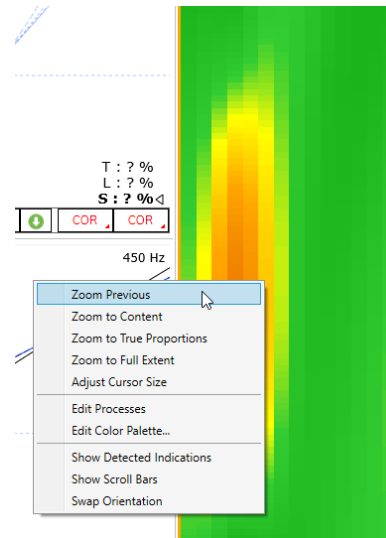 T : ? %
L : ? %
S : ? %
COR COR
450 Hz
Zoom Previous
Zoom to Content
Zoom to True Proportions
Zoom to Full Extent
Adjust Cursor Size
Edit Processes
Edit Color Palette...
Show Detected Indications
Show Scroll Bars
Swap Orientation